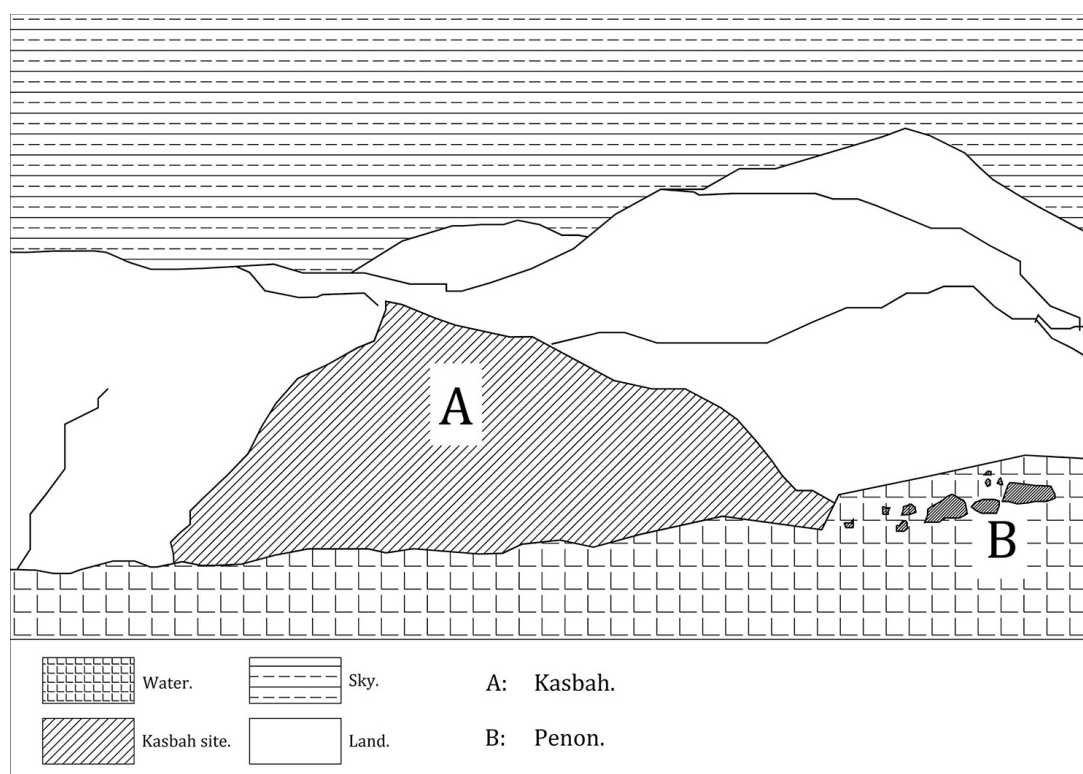 A
B
Water.
Sky.
A: Kasbah.
Kasbah site.
Land.
B: Penon.